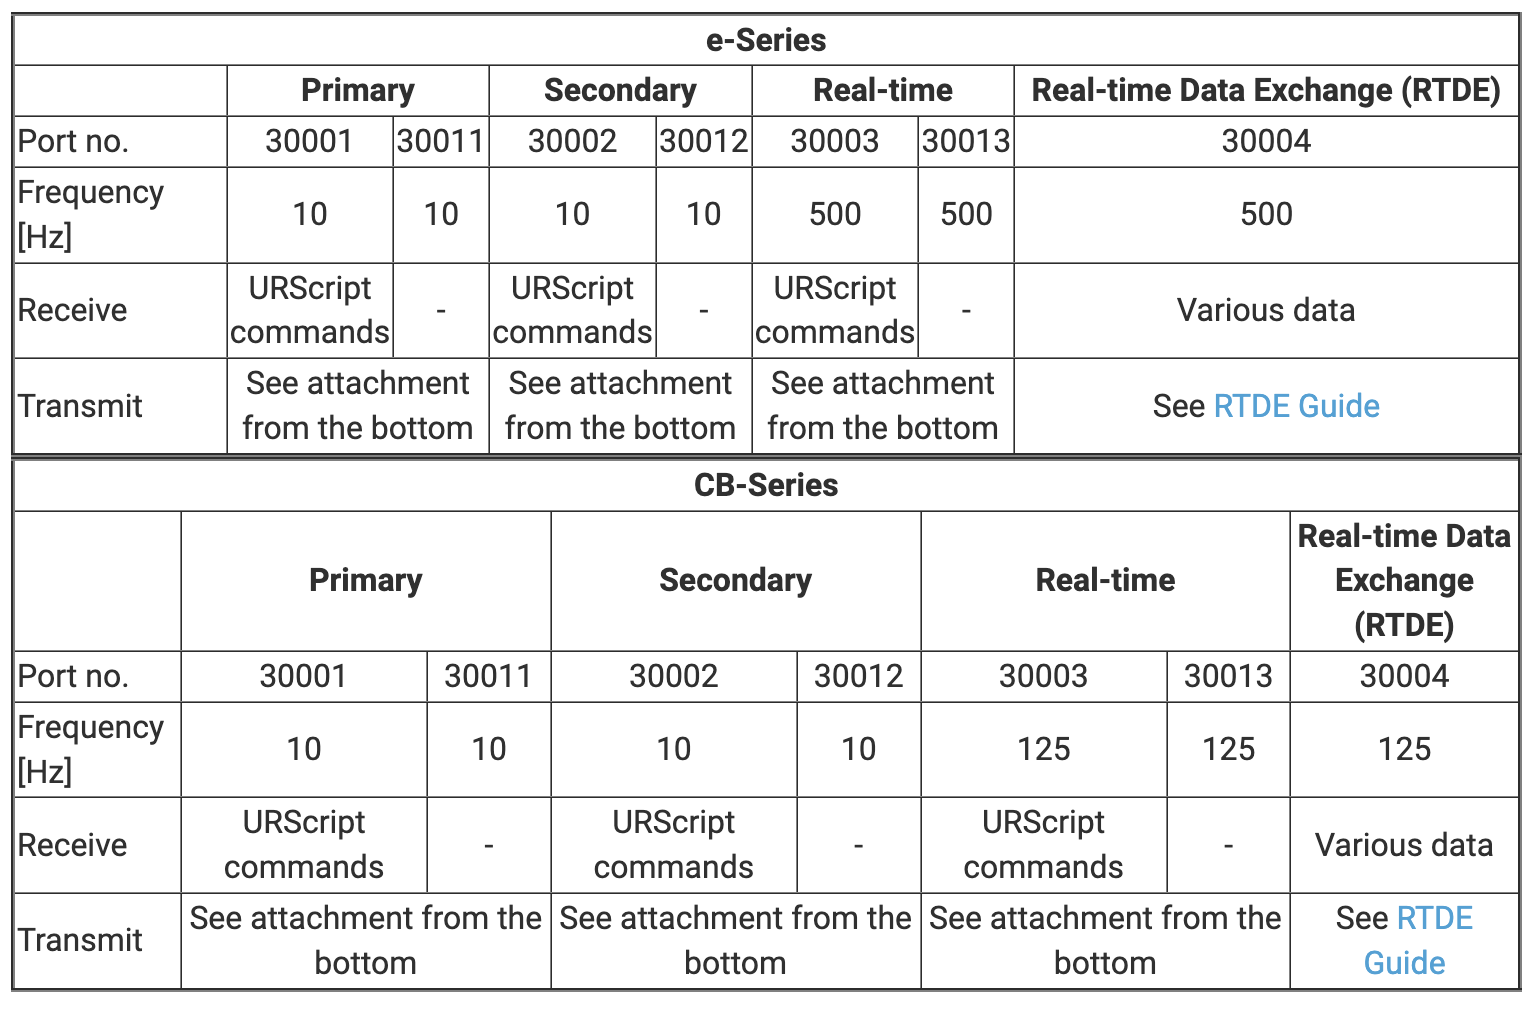 e-Series
Primary Secondary Real-time Real-time Data Exchange (RTDE)
Port no. 30001 30011 30002 30012 30003 30013 30004
Frequency
[Hz] 10 10 10 10 500 500 500
Receive URScript
commands - URScript
commands - URScript
commands - Various data
Transmit See attachment
from the bottom See attachment
from the bottom See attachment
from the bottom See RTDE Guide
CB-Series
Primary Secondary Real-time Real-time Data
Exchange
(RTDE)
Port no. 30001 30011 30002 30012 30003 30013 30004
Frequency
[Hz] 10 10 10 10 125 125 125
Receive URScript
commands - URScript
commands - URScript
commands - Various data
Transmit See attachment from the
bottom See attachment from the
bottom See attachment from the
bottom See RTDE
Guide